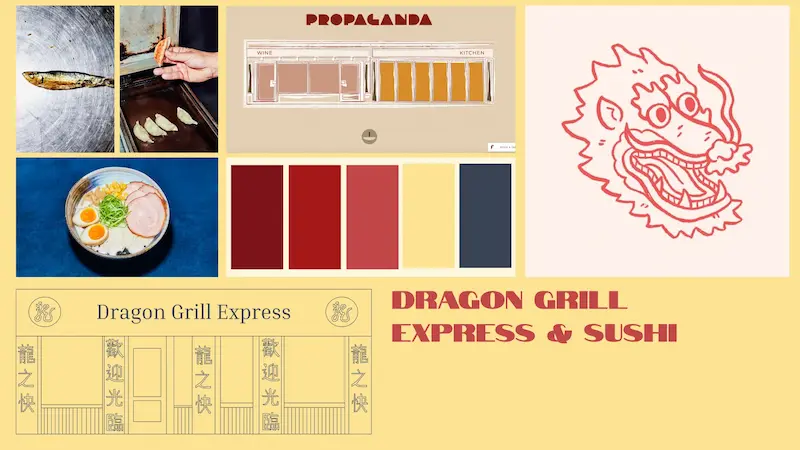 PROPAGANDA
WINE
KITCHEN
Dragon Grill Express
龍之快
歡迎光臨
龍之快
歡迎光臨
龍之快
DRAGON GRILL
EXPRESS & SUSHI